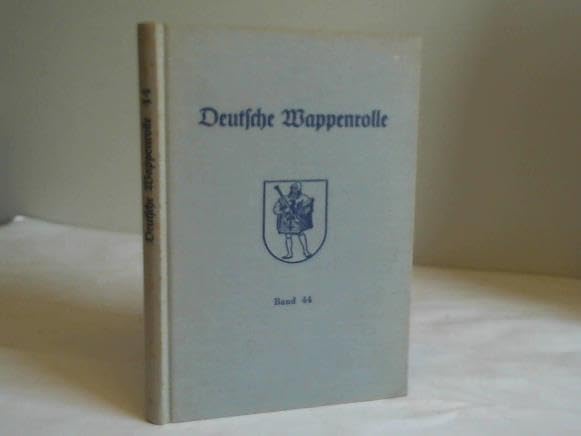 Deutsche Wappenrolle
Band 44
Deutsche Wappenrolle 44